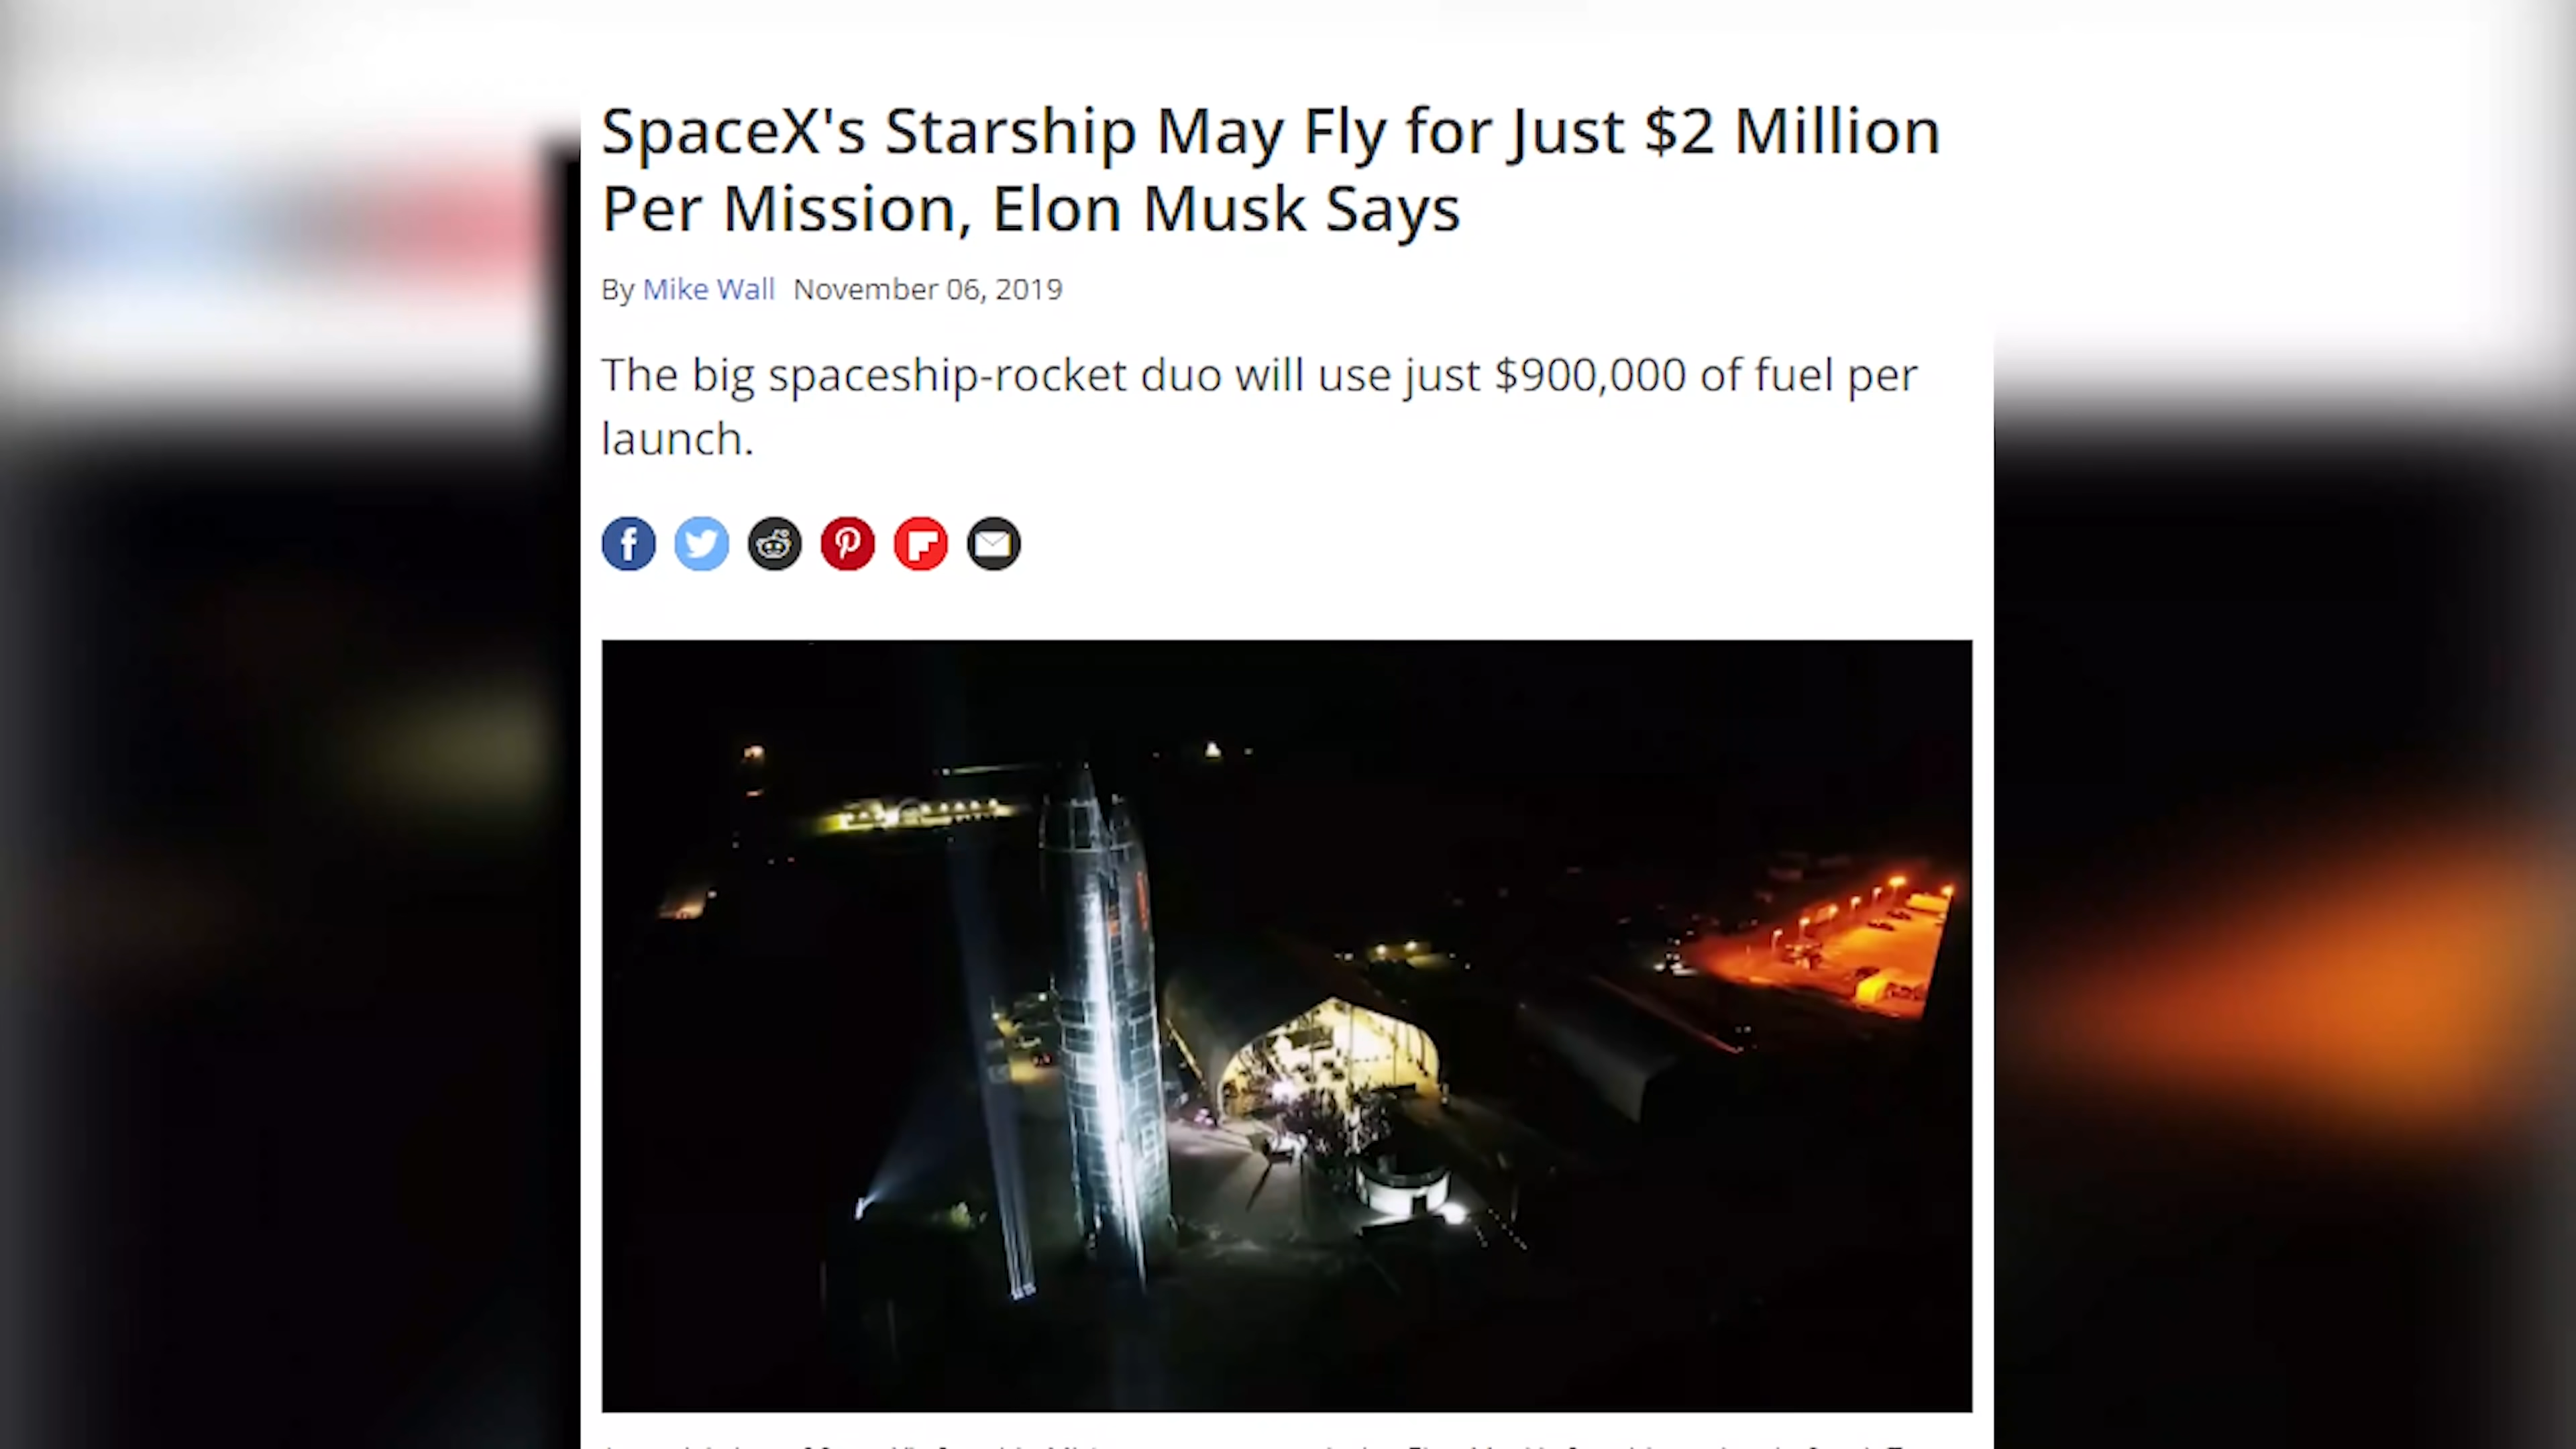 SpaceX's Starship May Fly for Just $2 Million
Per Mission, Elon Musk Says
By Mike Wall November 06, 2019
The big spaceship-rocket duo will use just $900,000 of fuel per
launch.